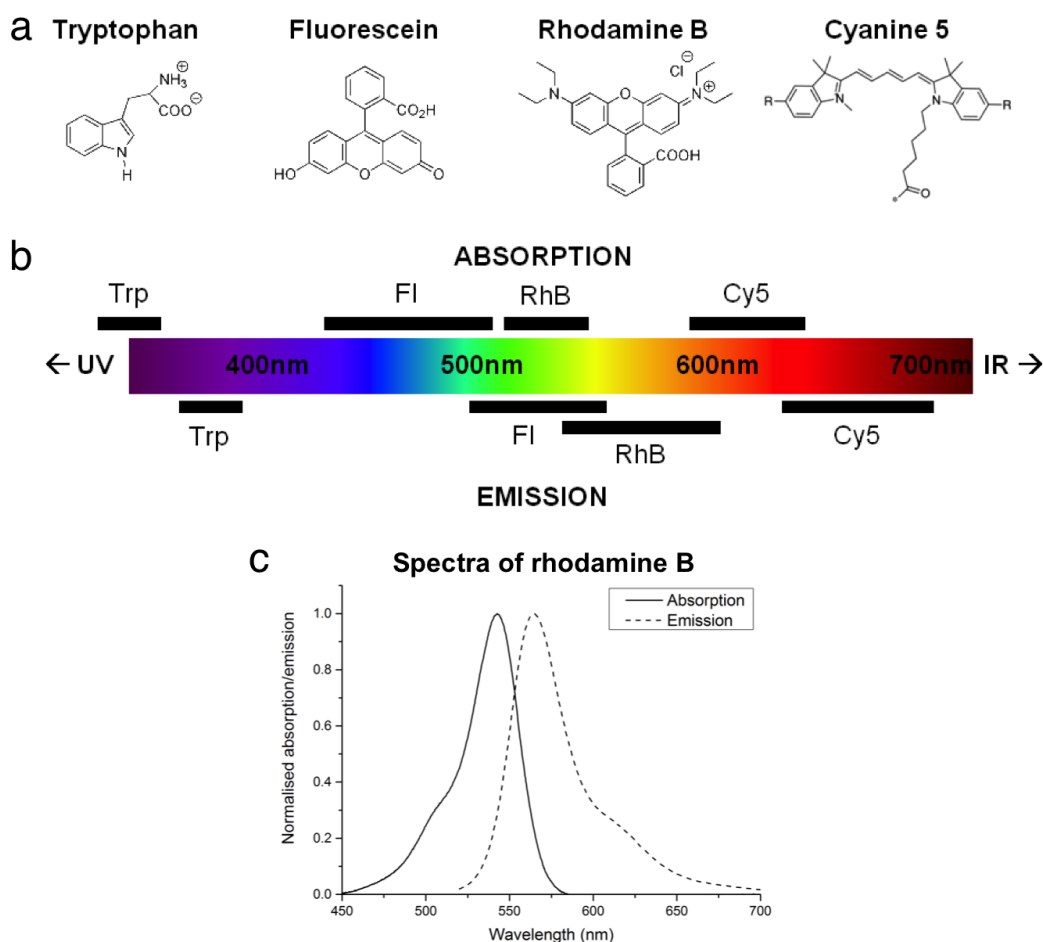 a
Tryptophan Fluorescein Rhodamine B Cyanine 5
NH3 ⊕
COO ⊖
N
H
CO2H
HO O O
Cl ⊖
N O N ⊕
COOH
R N N R
O
*
b
ABSORPTION
Trp Fl RhB Cy5
← UV 400nm 500nm 600nm 700nm IR →
Trp Fl RhB Cy5
EMISSION
c
Spectra of rhodamine B
Absorption
Emission
Normalised absorption/emission
1.0
0.8
0.6
0.4
0.2
0.0
450 500 550 600 650 700
Wavelength (nm)